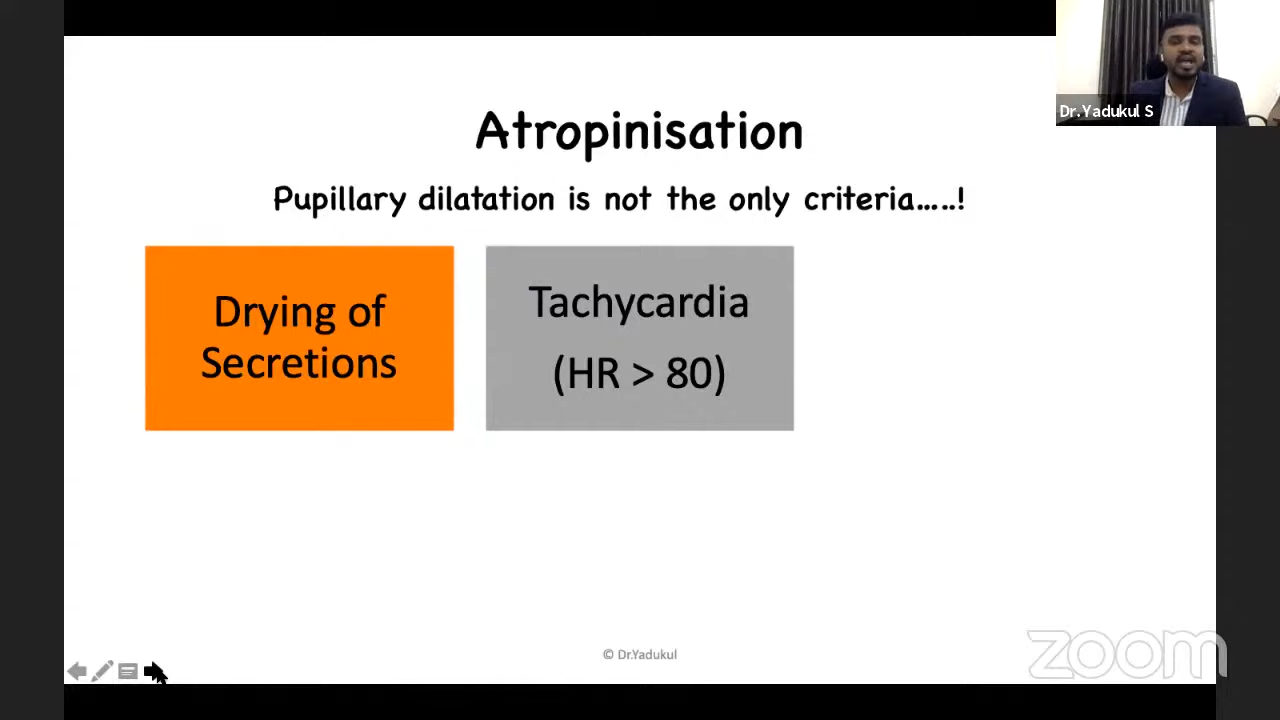 Dr.Yadukul S
Atropinisation
Pupillary dilatation is not the only criteria.....!
Drying of
Secretions
Tachycardia
(HR > 80)
© Dr.Yadukul
zoom